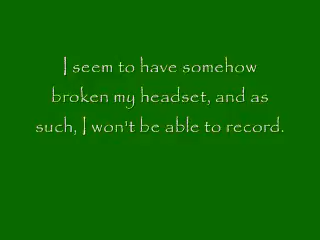 I seem to have somehow
broken my headset, and as
such, I won't be able to record.